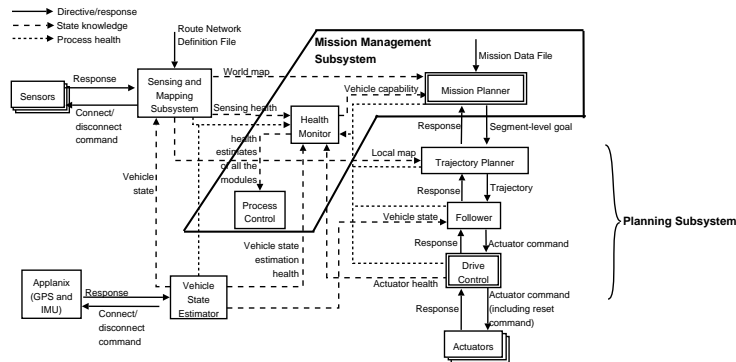 Directive/response
State knowledge
Process health
Route Network
Definition File
Mission Management
Subsystem
Mission Data File
World map
Response
Sensors
Connect/
disconnect
command
Sensing and
Mapping
Subsystem
Sensing health
Vehicle capability
Mission Planner
Health
Monitor
health
estimates
of all the
modules
Response
Segment-level goal
Local map
Trajectory Planner
Vehicle
state
Process
Control
Response
Trajectory
Vehicle state
Follower
Planning Subsystem
Vehicle state
estimation
health
Response
Actuator command
Drive
Control
Applanix
(GPS and
IMU)
Response
Connect/
disconnect
command
Vehicle
State
Estimator
Actuator health
Response
Actuator command
(including reset
command)
Actuators